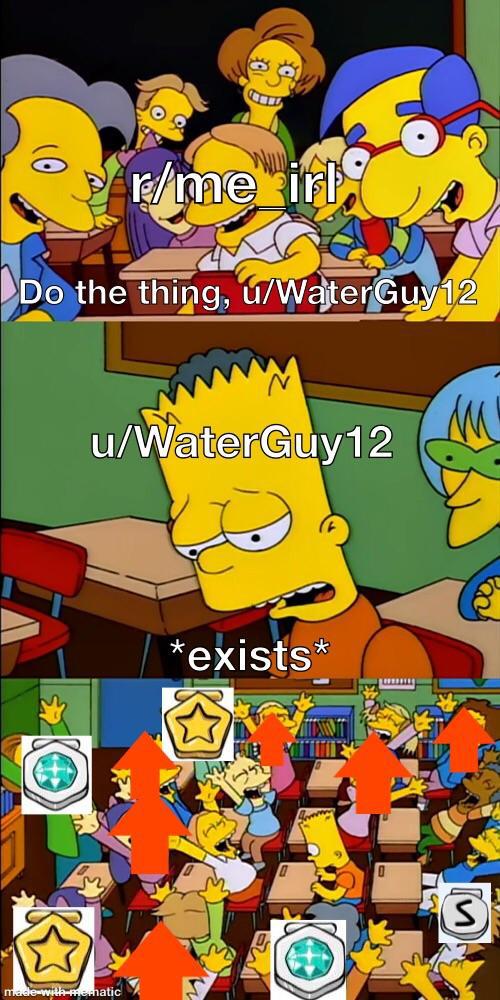 r/me_irl
Do the thing, u/WaterGuy12
u/WaterGuy12
*exists*
S
made with mematic